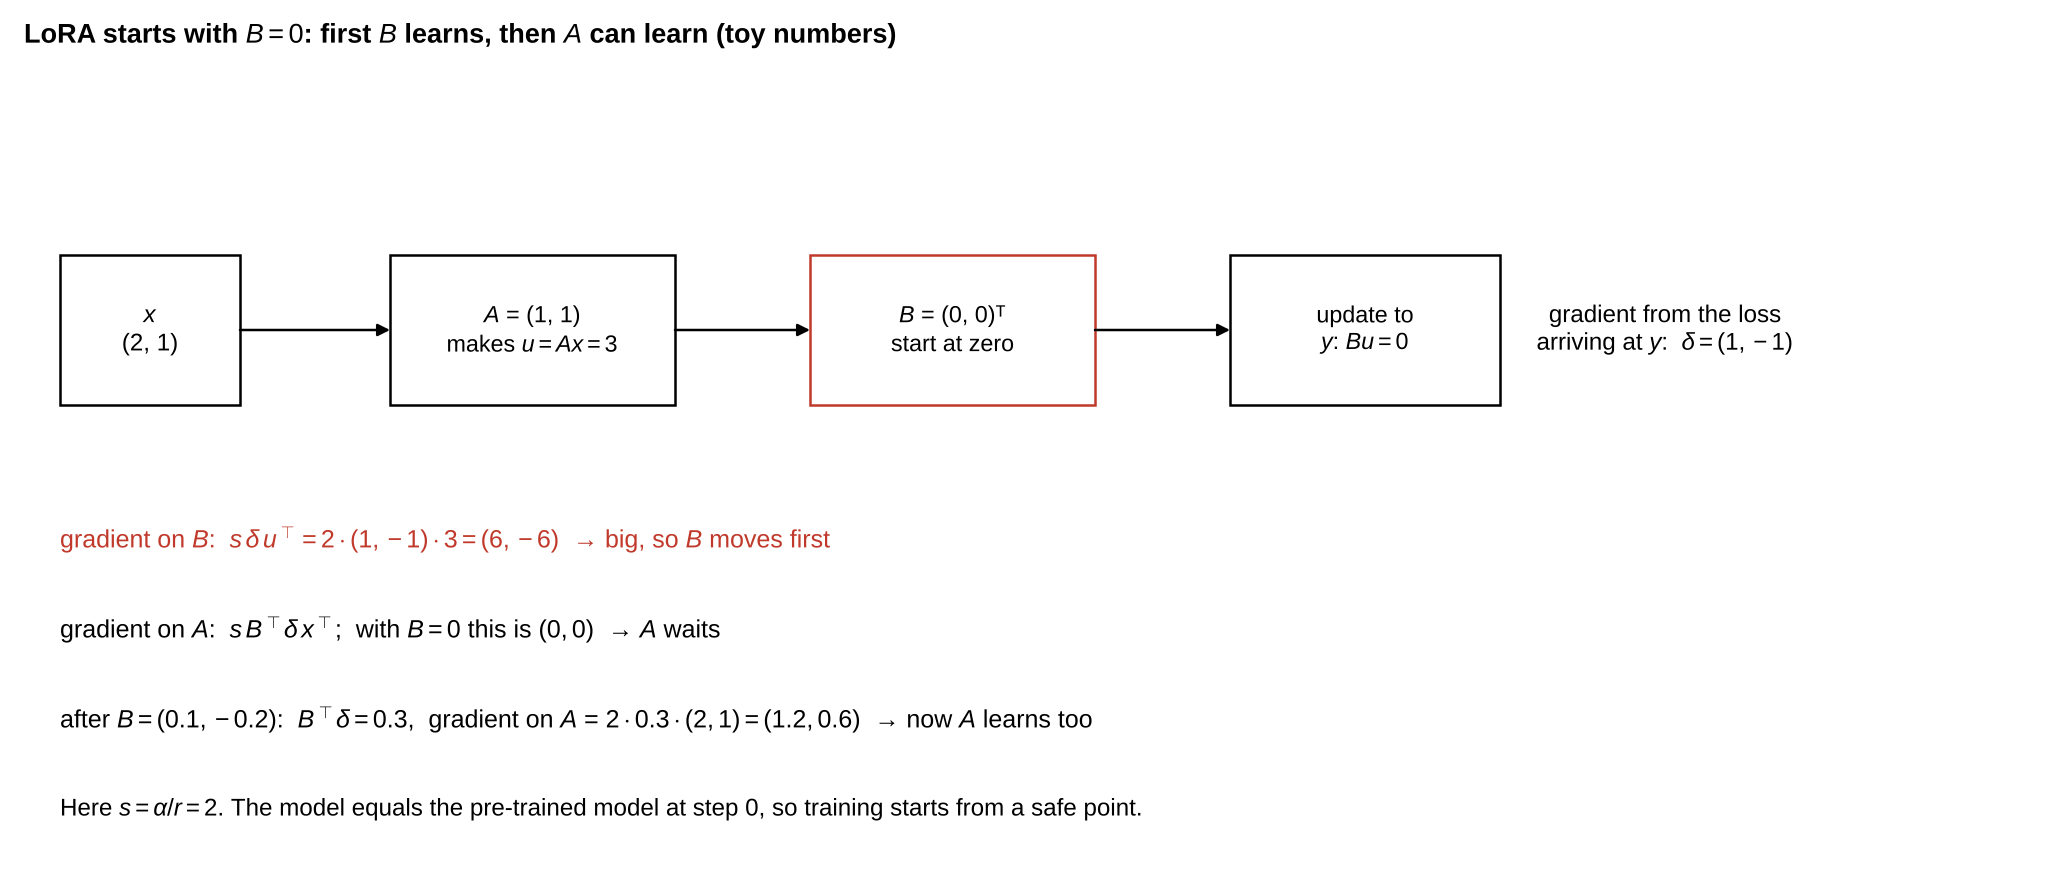 LoRA starts with B = 0: first B learns, then A can learn (toy numbers)
x
(2, 1)
A = (1, 1)
makes u = Ax = 3
B = (0, 0)ᵀ
start at zero
update to
y: Bu = 0
gradient from the loss
arriving at y: δ = (1, −1)
gradient on B: s δ u⊤ = 2 · (1, −1) · 3 = (6, −6) → big, so B moves first
gradient on A: s B⊤ δ x⊤; with B = 0 this is (0, 0) → A waits
after B = (0.1, −0.2): B⊤ δ = 0.3, gradient on A = 2 · 0.3 · (2, 1) = (1.2, 0.6) → now A learns too
Here s = α/r = 2. The model equals the pre-trained model at step 0, so training starts from a safe point.